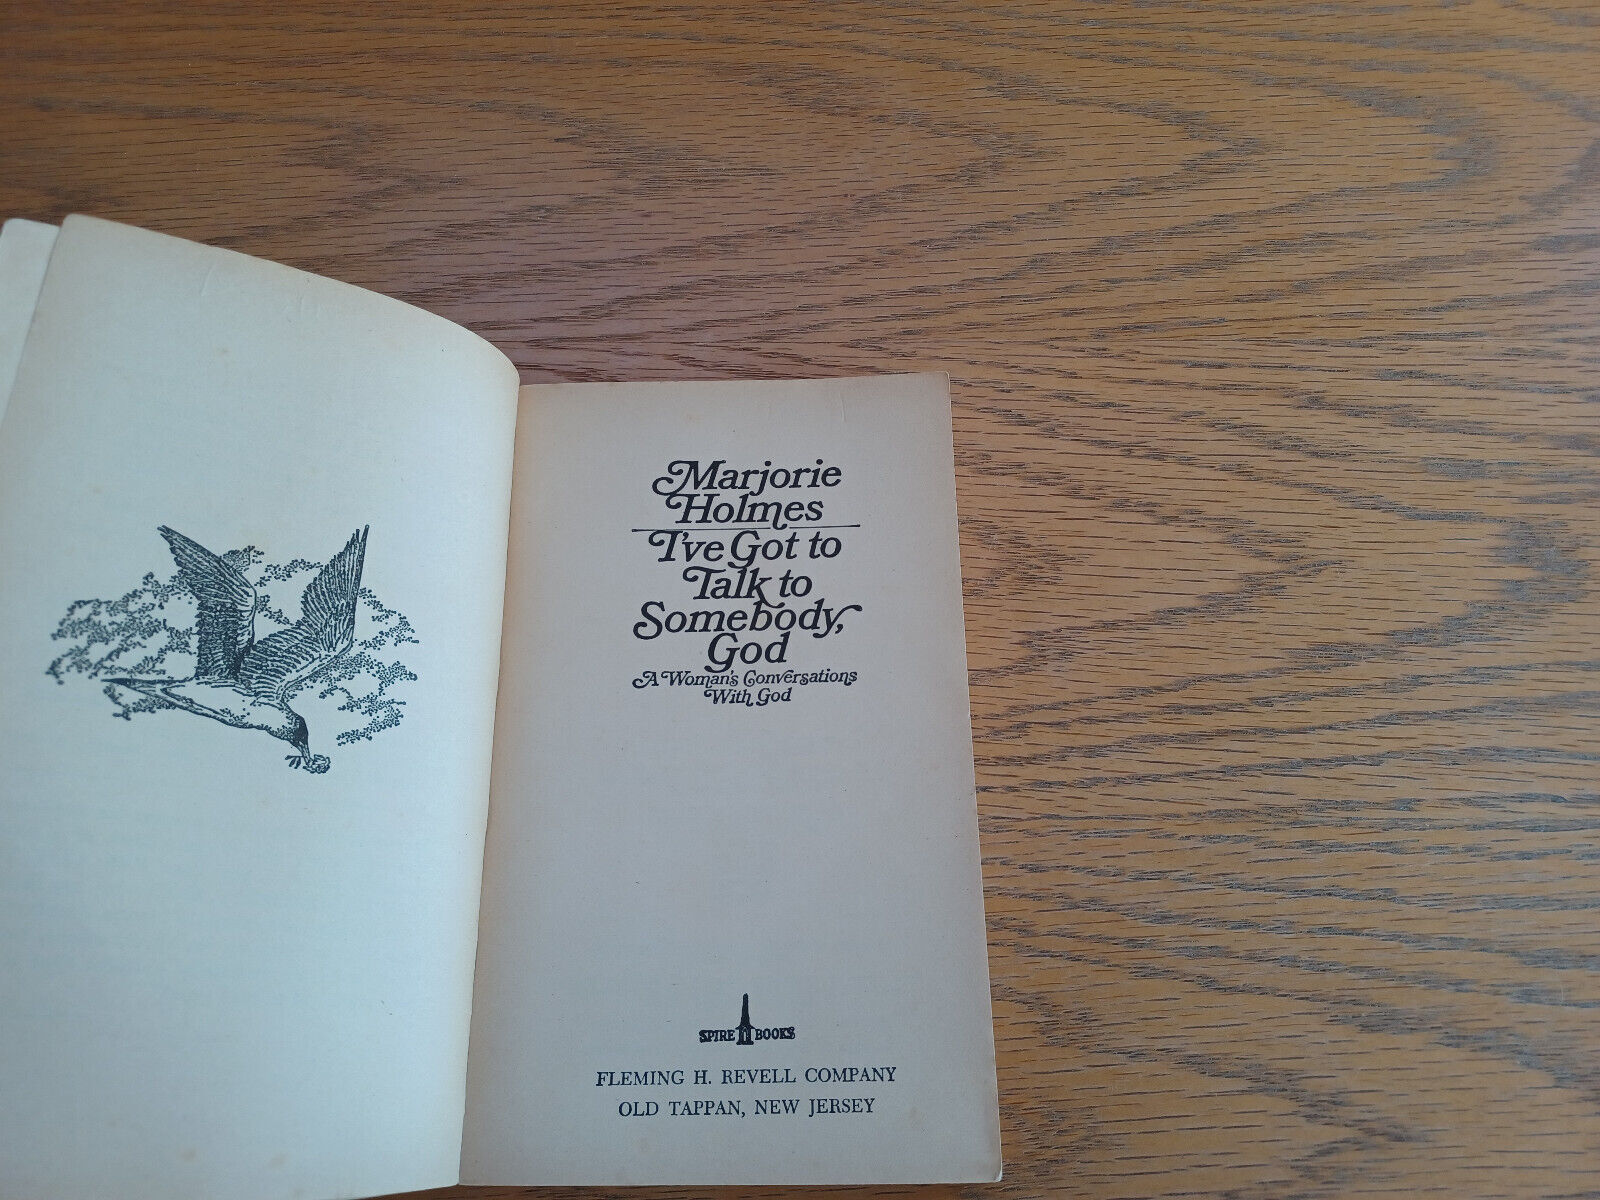 Marjorie
Holmes
I've Got to
Talk to
Somebody,
God
A Woman's Conversations
With God
SPIRE BOOKS
FLEMING H. REVELL COMPANY
OLD TAPPAN, NEW JERSEY